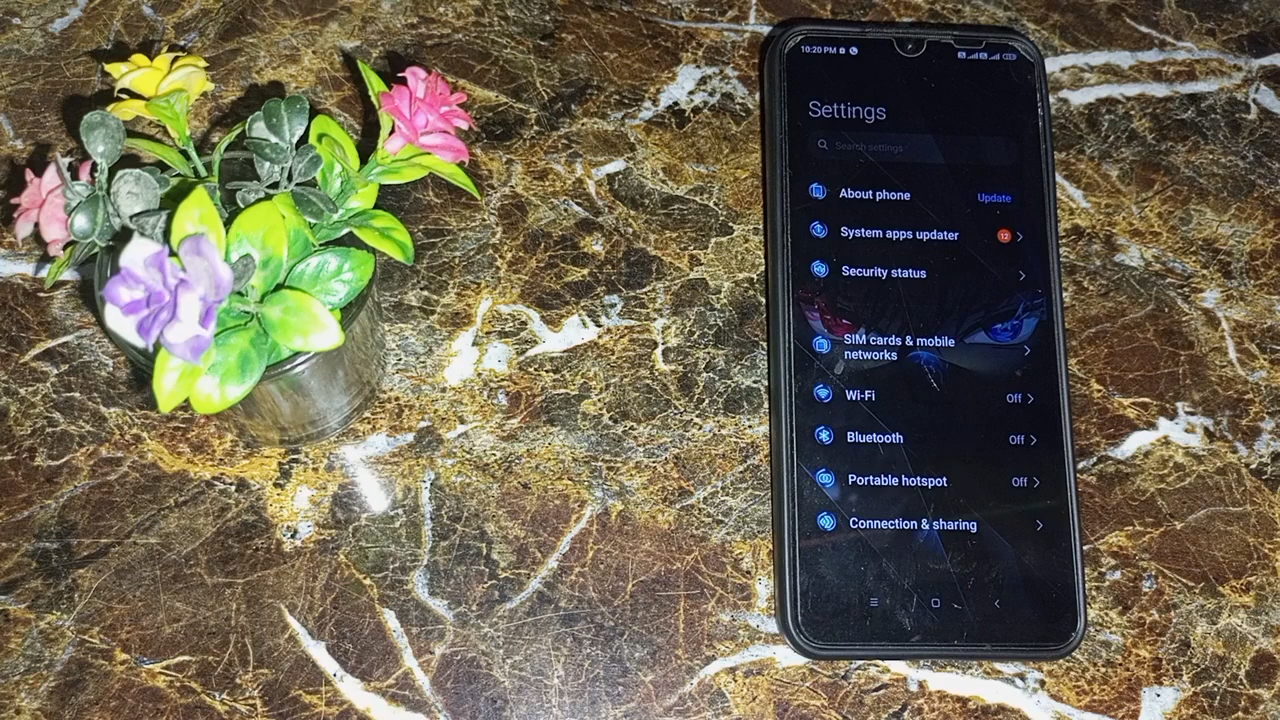 10:20 PM
Settings
Search settings
About phone Update
System apps updater 12
Security status
SIM cards & mobile
networks
Wi-Fi Off
Bluetooth Off
Portable hotspot Off
Connection & sharing